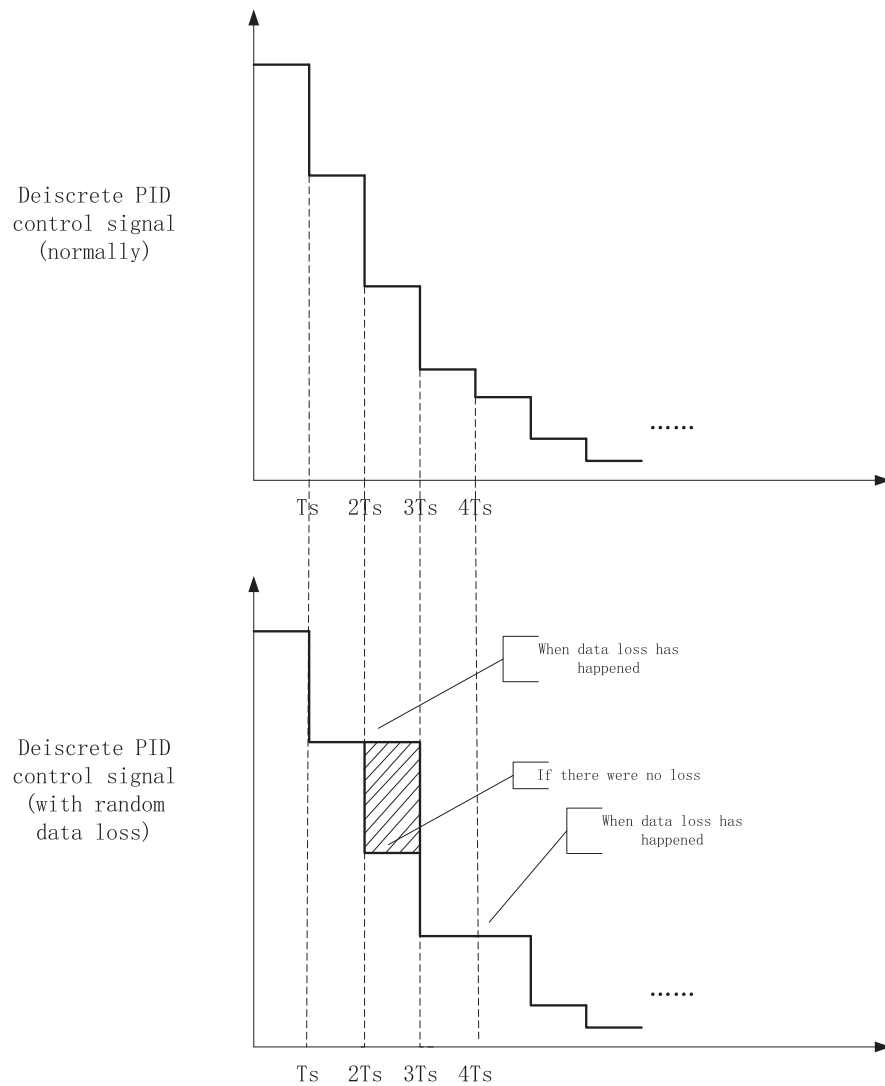 Deiscrete PID
control signal
(normally)
......
Ts 2Ts 3Ts 4Ts
When data loss has
happened
Deiscrete PID
control signal
(with random
data loss)
If there were no loss
When data loss has
happened
......
Ts 2Ts 3Ts 4Ts